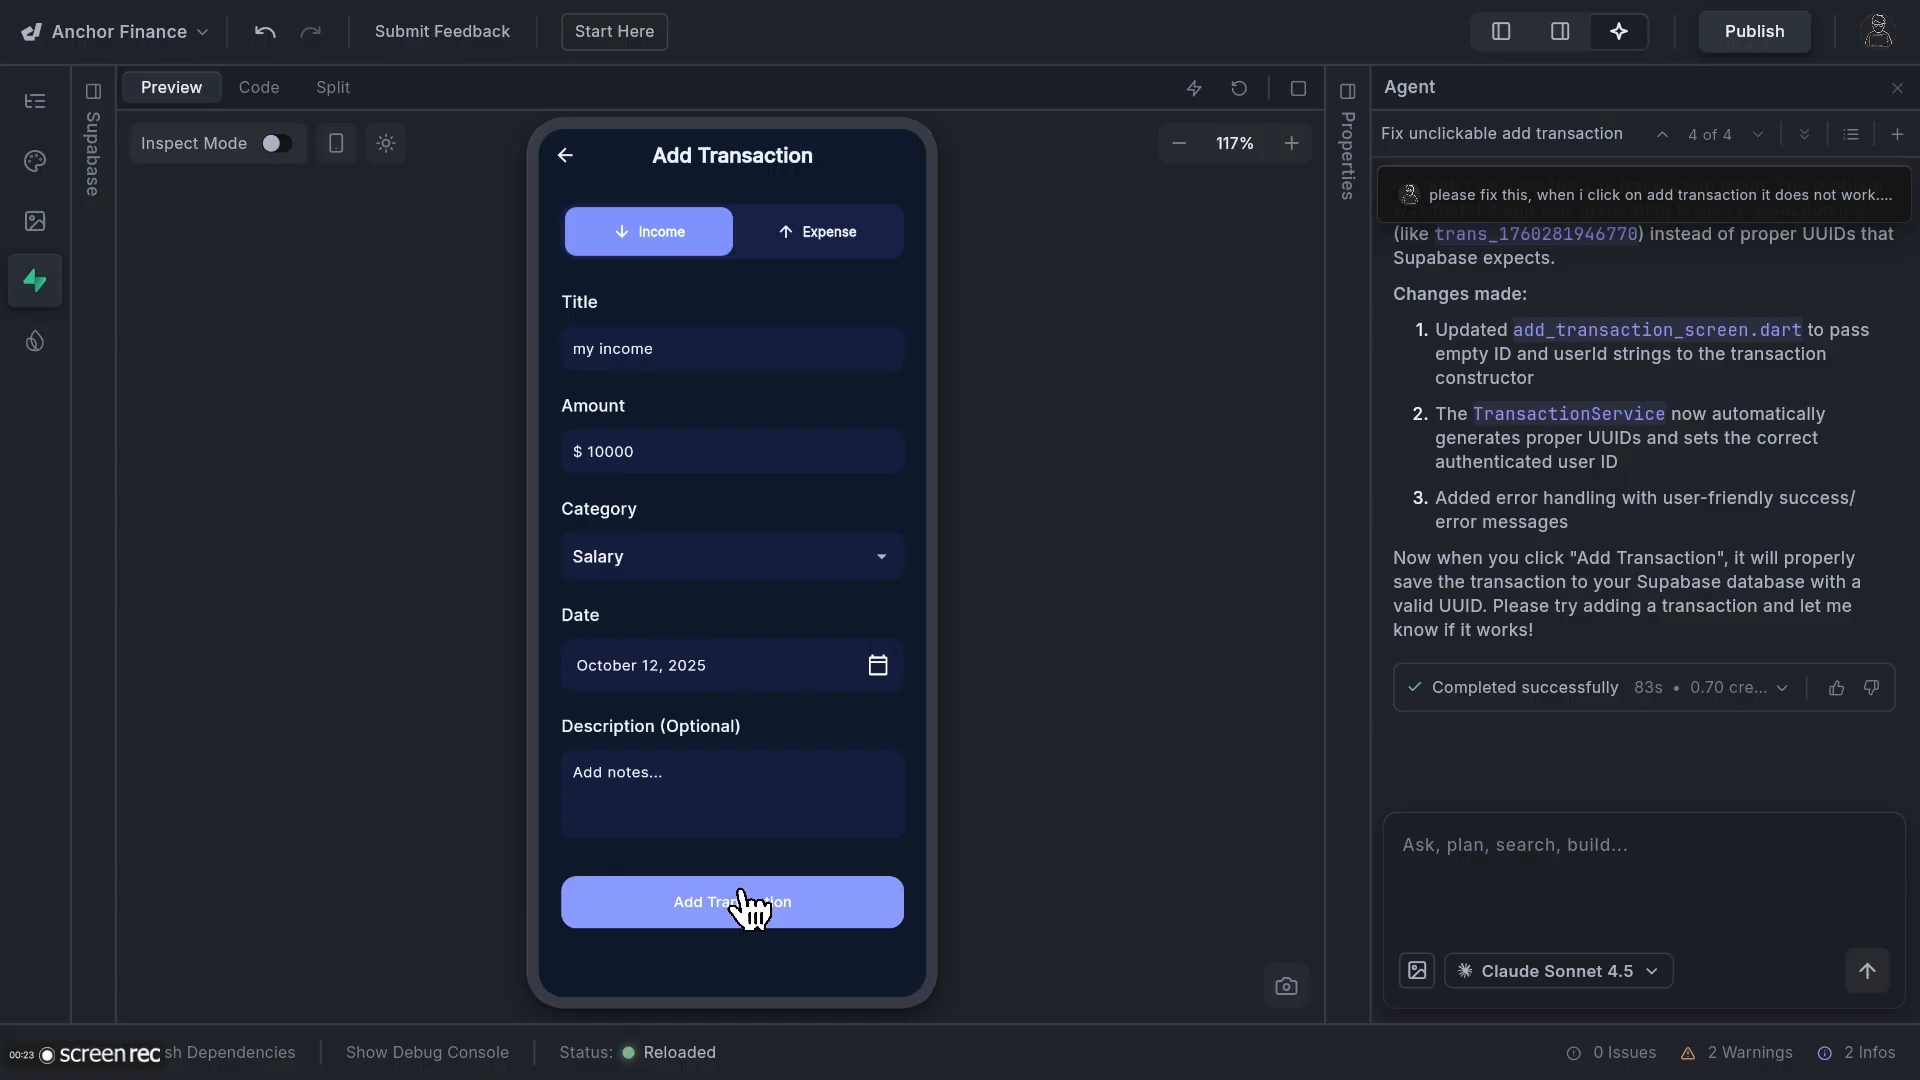 Anchor Finance
Submit Feedback
Start Here
Publish
Preview
Code
Split
Agent
Supabase
Inspect Mode
117%
Properties
Fix unclickable add transaction
4 of 4
please fix this, when i click on add transaction it does not work....
(like trans_1760281946770) instead of proper UUIDs that
Supabase expects.
Changes made:
1. Updated add_transaction_screen.dart to pass
empty ID and userId strings to the transaction
constructor
2. The TransactionService now automatically
generates proper UUIDs and sets the correct
authenticated user ID
3. Added error handling with user-friendly success/
error messages
Now when you click "Add Transaction", it will properly
save the transaction to your Supabase database with a
valid UUID. Please try adding a transaction and let me
know if it works!
Completed successfully 83s • 0.70 cre...
Ask, plan, search, build...
Claude Sonnet 4.5
Add Transaction
Income
Expense
Title
my income
Amount
$ 10000
Category
Salary
Date
October 12, 2025
Description (Optional)
Add notes...
Add Tra
on
00:23 screenrec
sh Dependencies
Show Debug Console
Status: Reloaded
0 Issues
2 Warnings
2 Infos